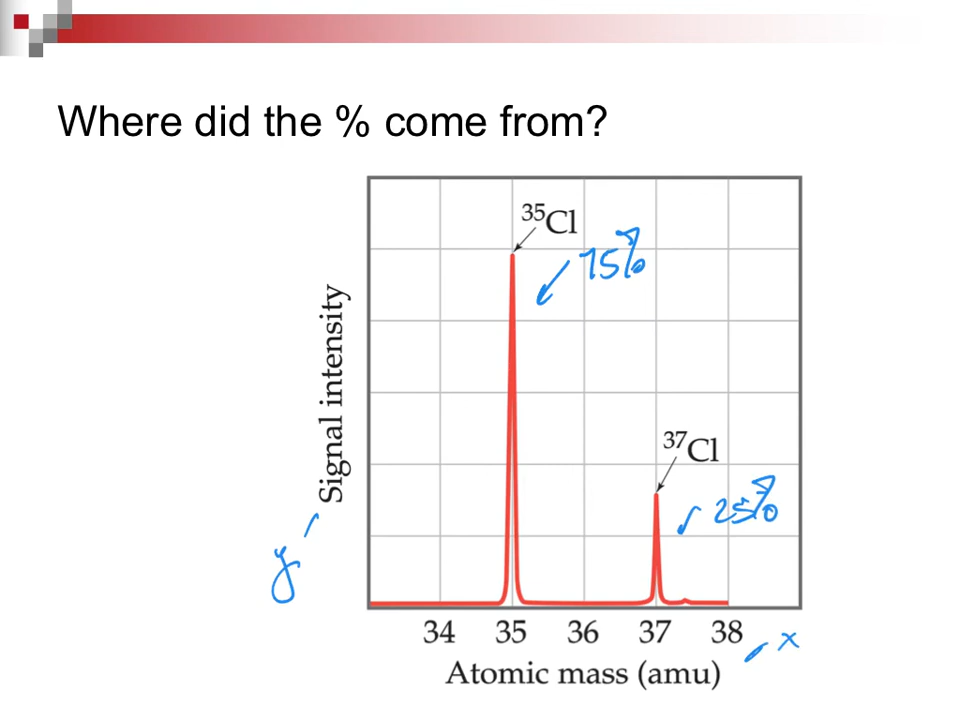 Where did the % come from?
³⁵Cl
75%
Signal intensity
³⁷Cl
25%
y
34 35 36 37 38
x
Atomic mass (amu)